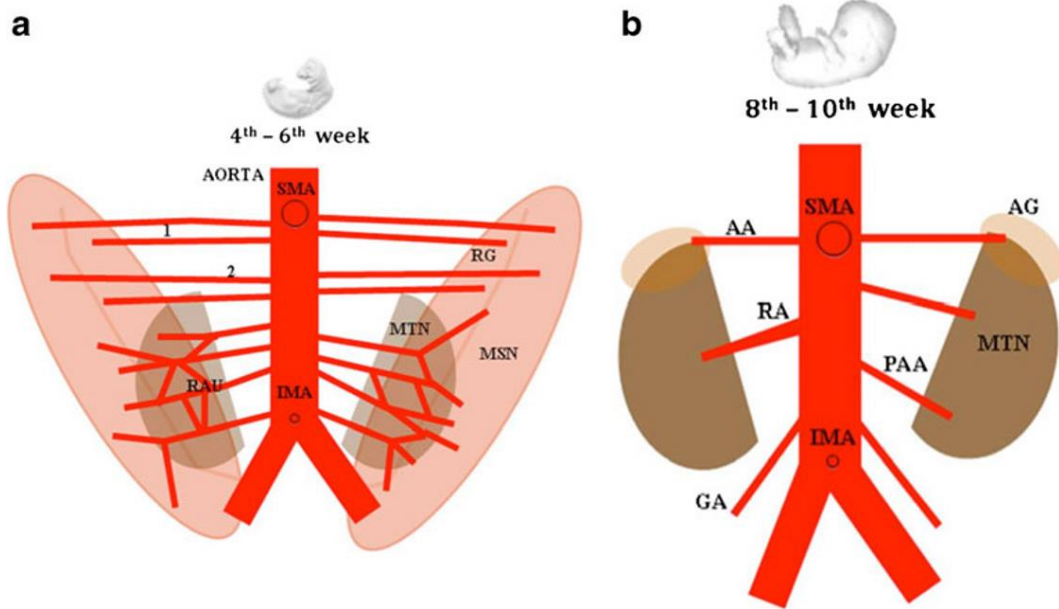 a
4th – 6th week
AORTA
SMA
1
RG
2
MTN
MSN
RAU
IMA
b
8th – 10th week
SMA
AG
AA
RA
MTN
PAA
IMA
GA